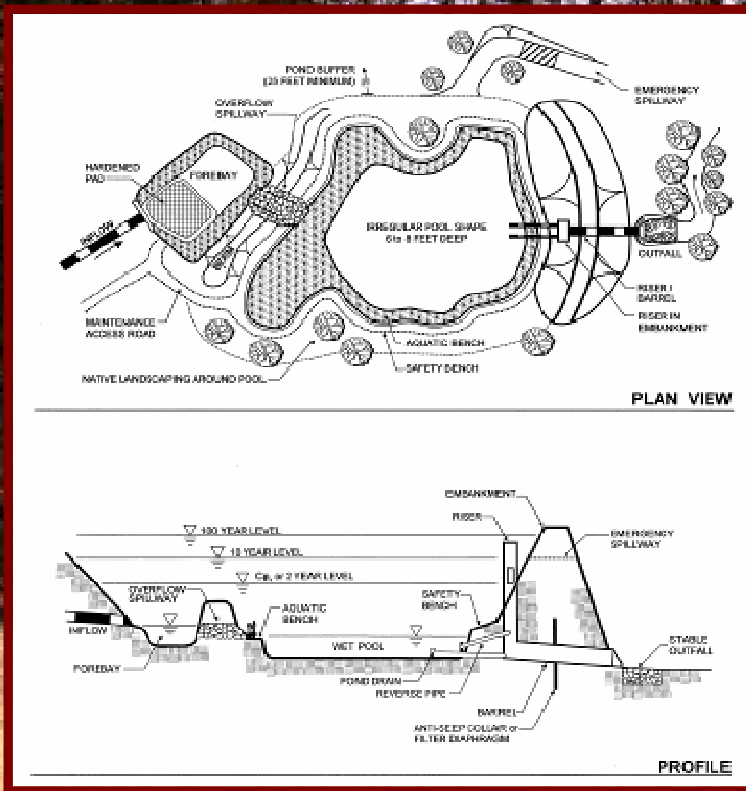 POND BUFFER
(25 FEET MINIMUM)
OVERFLOW
SPILLWAY
EMERGENCY
SPILLWAY
HARDENED
PAD
FOREBAY
INFLOW
IRREGULAR POOL SHAPE
6 to 8 FEET DEEP
OUTFALL
RISER /
BARREL
RISER IN
EMBANKMENT
MAINTENANCE
ACCESS ROAD
AQUATIC BENCH
SAFETY BENCH
NATIVE LANDSCAPING AROUND POOL
PLAN VIEW
EMBANKMENT
RISER
100 YEAR LEVEL
EMERGENCY
SPILLWAY
10 YEAR LEVEL
Cp, or 2 YEAR LEVEL
OVERFLOW
SPILLWAY
SAFETY
BENCH
AQUATIC
BENCH
INFLOW
WET POOL
STABLE
OUTFALL
FOREBAY
POND DRAIN
REVERSE PIPE
BARREL
ANTI-SEEP COLLAR or
FILTER DIAPHRAGM
PROFILE